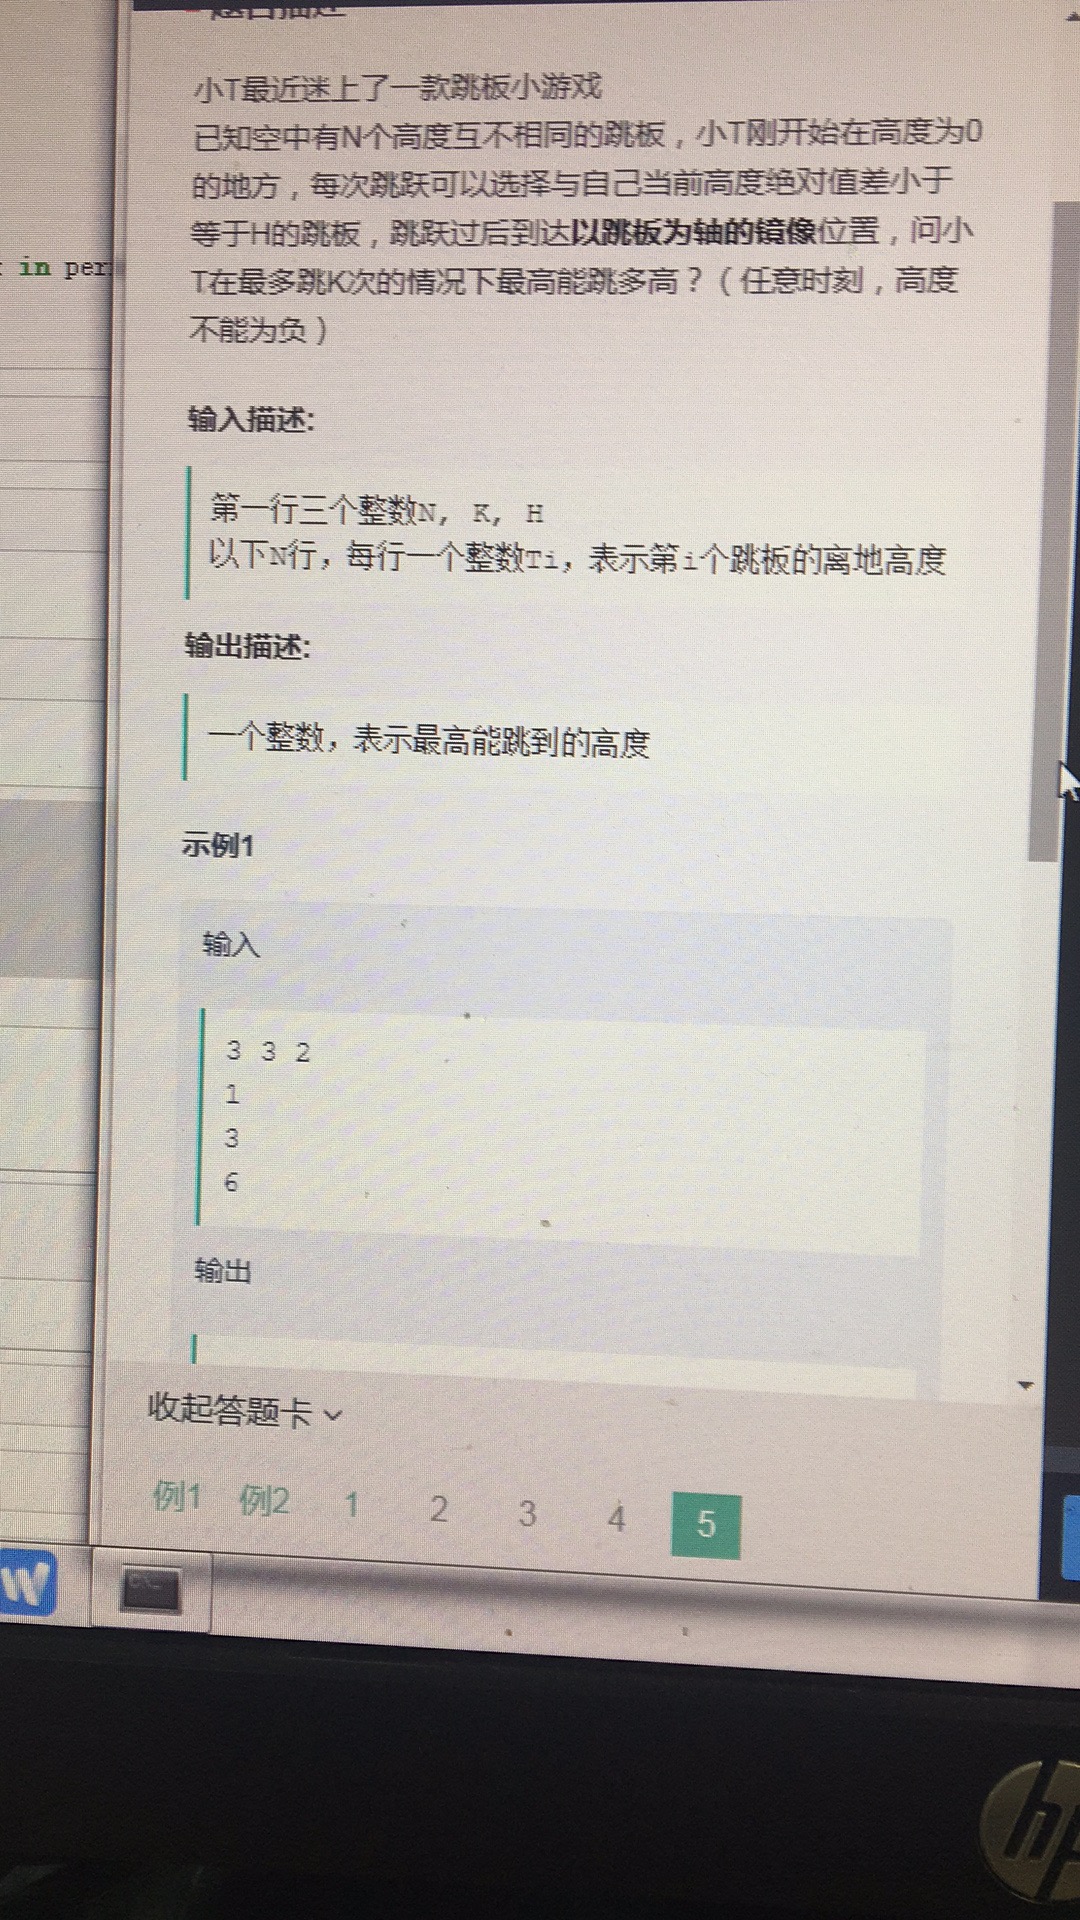 小T最近迷上了一款跳板小游戏
已知空中有N个高度互不相同的跳板，小T刚开始在高度为0
的地方，每次跳跃可以选择与自己当前高度绝对值差小于
等于H的跳板，跳跃过后到达以跳板为轴的镜像位置，问小
T在最多跳K次的情况下最高能跳多高？（任意时刻，高度
不能为负）
in per
输入描述:
第一行三个整数N, K, H
以下N行，每行一个整数Ti，表示第i个跳板的离地高度
输出描述:
一个整数，表示最高能跳到的高度
示例1
输入
3 3 2
1
3
6
输出
收起答题卡
例1 例2 1 2 3 4 5
W
hp